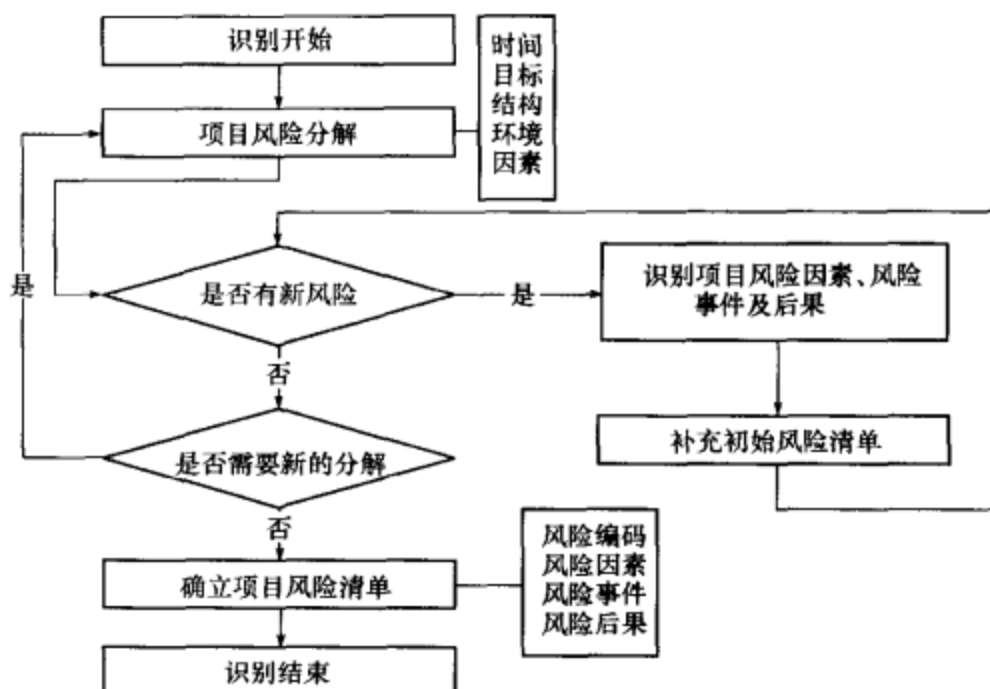 识别开始
时间
目标
结构
环境
因素
项目风险分解
是否有新风险
是
是
识别项目风险因素、风险
事件及后果
否
补充初始风险清单
是否需要新的分解
否
风险编码
风险因素
风险事件
风险后果
确立项目风险清单
识别结束